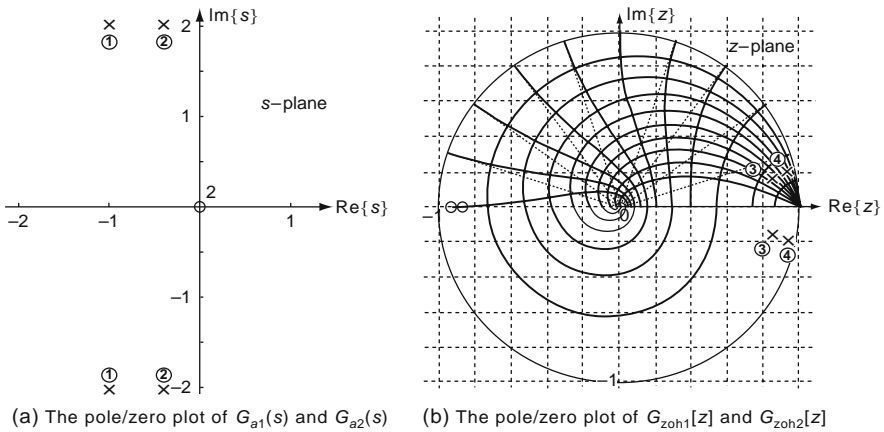 Im{s}
2
① ②
1
s–plane
2
−2 −1 1 Re{s}
−1
① ②
−2
(a) The pole/zero plot of Ga1(s) and Ga2(s)
Im{z}
z–plane
③ ④
−1 0 Re{z}
③ ④
1
(b) The pole/zero plot of Gzoh1[z] and Gzoh2[z]